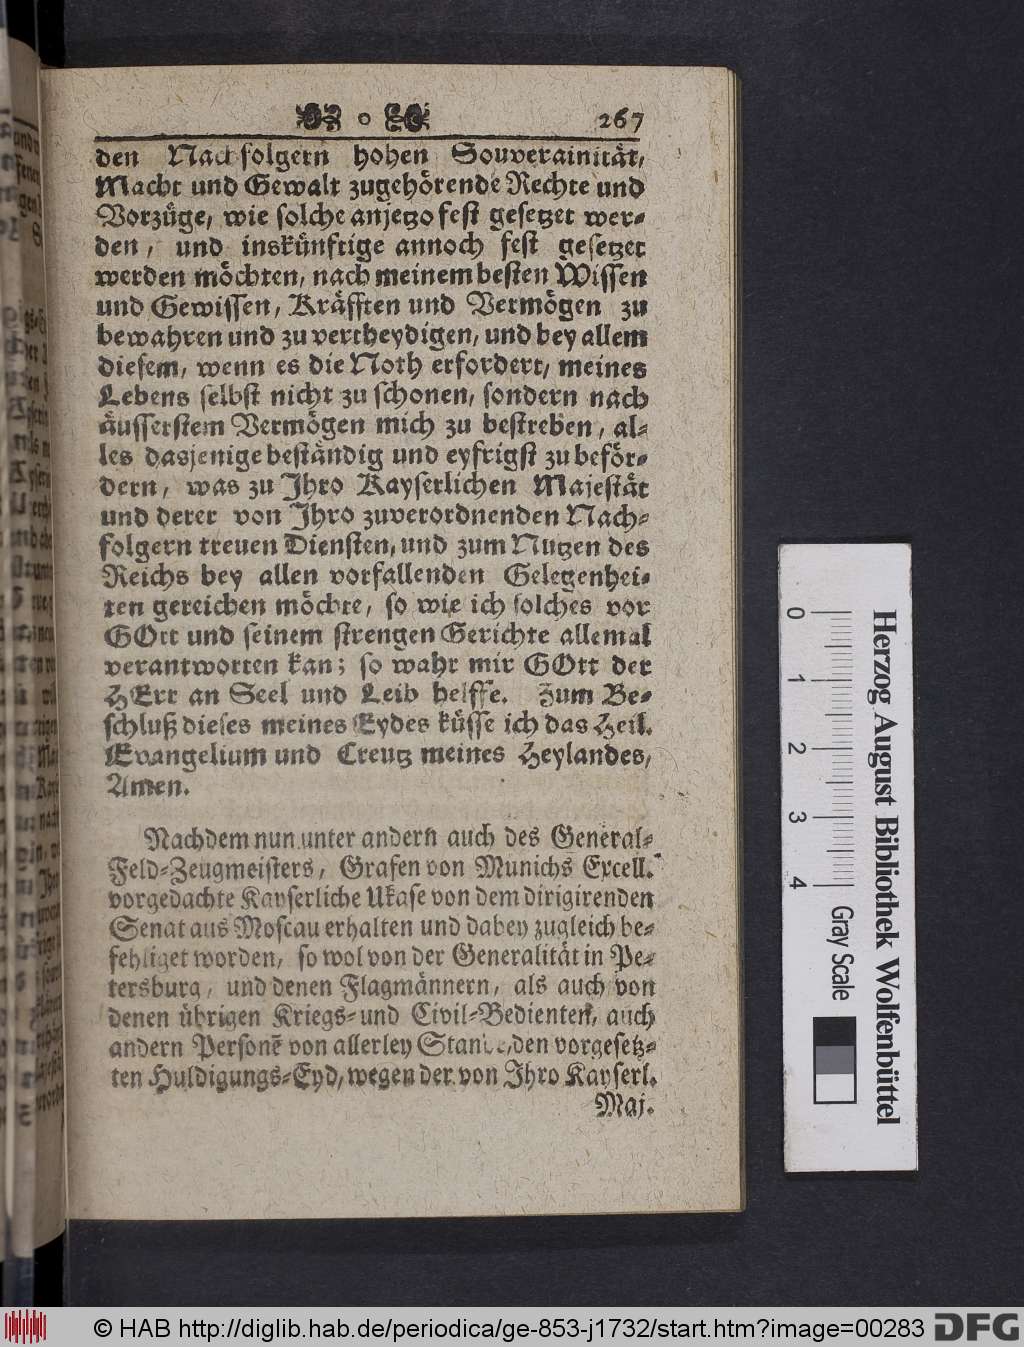 267
den Nachfolgern hohen Souverainität,
Macht und Gewalt zugehörende Rechte und
Vorzüge, wie solche anjetzo fest gesetzet wer-
den, und inskünftige annoch fest gesetzet
werden möchten, nach meinem besten Wissen
und Gewissen, Kräfften und Vermögen zu
bewahren und zu vertheydigen, und bey allem
diesem, wenn es die Noth erfordert, meines
Lebens selbst nicht zu schonen, sondern nach
äusserstem Vermögen mich zu bestreben, al-
les dasjenige beständig und eyfrigst zu beför-
dern, was zu Ihro Kayserlichen Majestät
und derer von Ihro zuverordnenden Nach-
folgern treuen Diensten, und zum Nutzen des
Reichs bey allen vorfallenden Gelegenhei-
ten gereichen möchte, so wie ich solches vor
GOtt und seinem strengen Gerichte allemal
verantworten kan; so wahr mir GOtt der
HErr an Seel und Leib helffe. Zum Be-
schluß dieses meines Eydes küsse ich das Heil.
Evangelium und Creutz meines Heylandes,
Amen.
Nachdem nun unter andern auch des General-
Feld-Zeugmeisters, Grafen von Munichs Excell.
vorgedachte Kayserliche Ukase von dem dirigirenden
Senat aus Moscau erhalten und dabey zugleich be-
fehliget worden, so wol von der Generalität in Pe-
tersburg, und denen Flagmännern, als auch von
denen übrigen Kriegs-und Civil-Bedienten, auch
andern Personē von allerley Stande, den vorgesetz-
ten Huldigungs-Eyd, wegen der von Ihro Kayserl.
Maj.
0
1
2
3
4
Gray Scale
Herzog August Bibliothek Wolfenbüttel
© HAB http://diglib.hab.de/periodica/ge-853-j1732/start.htm?image=00283
DFG